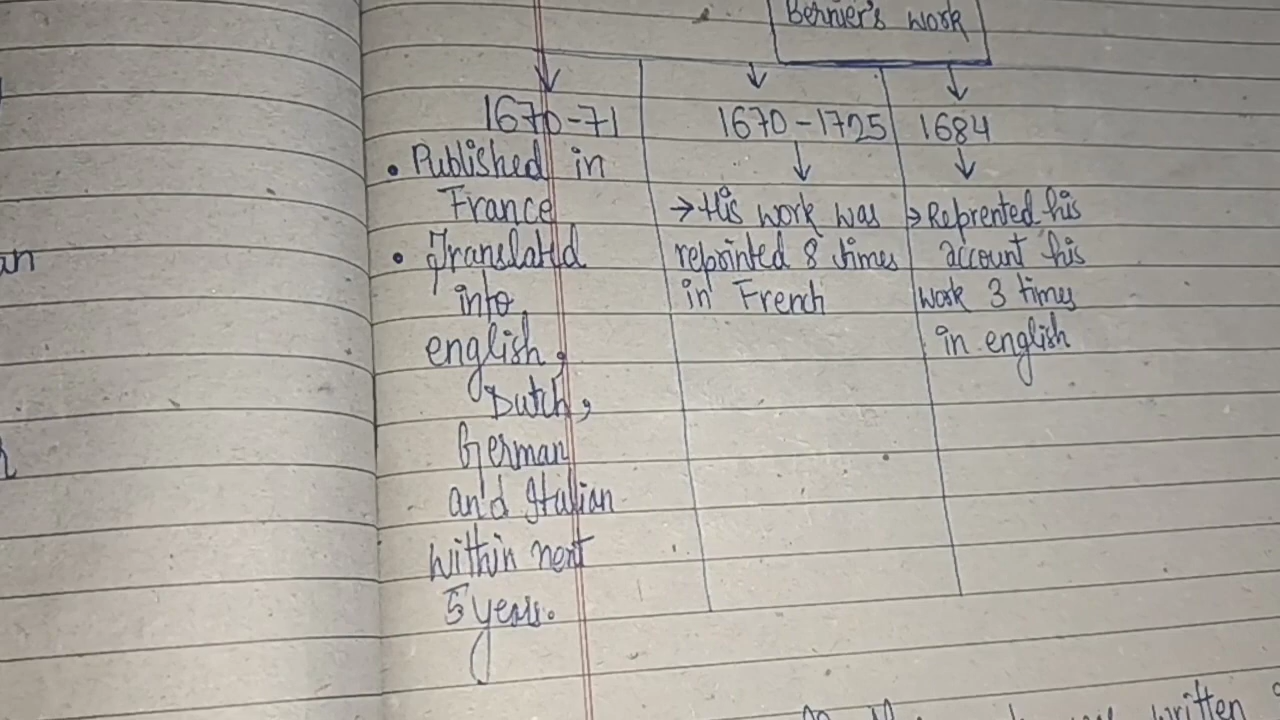 Bernier's work
1670-71
• Published in
France
• Translated
into
english,
Dutch,
German
and Italian
within next
5 years.
1670-1725
→ His work was
reprinted 8 times
in French
1684
→ Reprented his
account his
work 3 times
in english
written